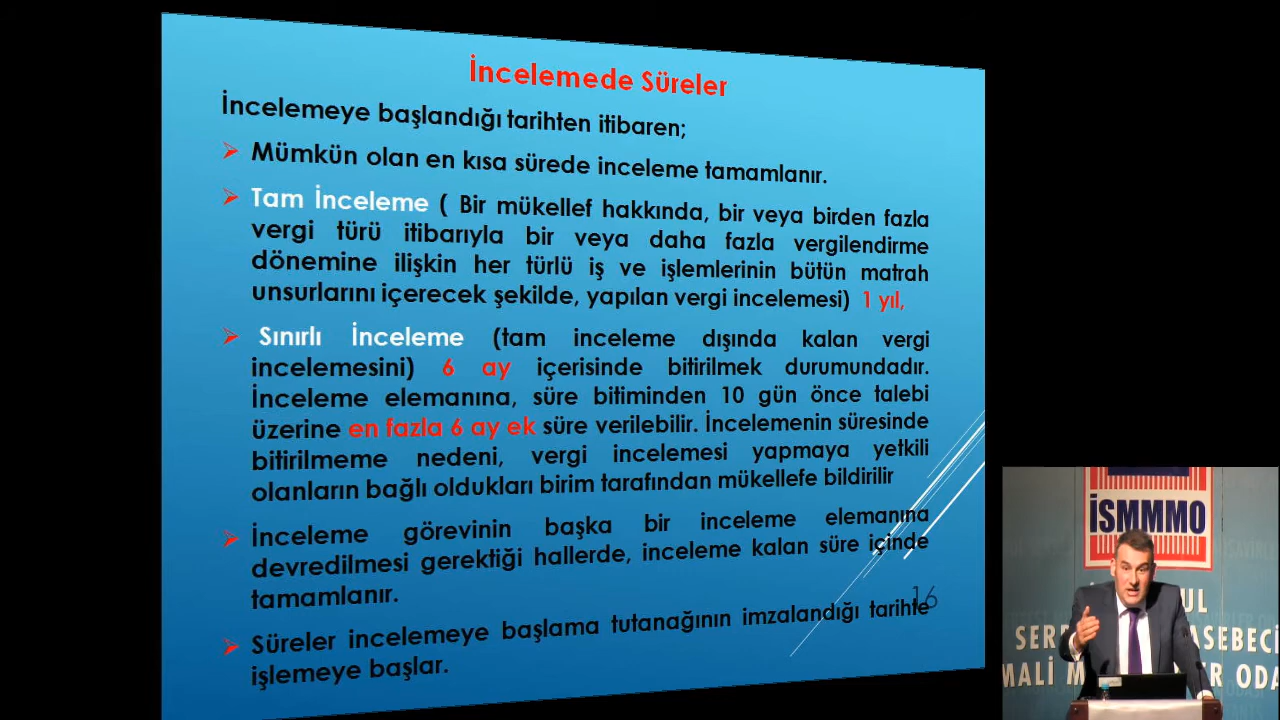 İncelemede Süreler
İncelemeye başlandığı tarihten itibaren;
Mümkün olan en kısa sürede inceleme tamamlanır.
Tam İnceleme ( Bir mükellef hakkında, bir veya birden fazla
vergi türü itibarıyla bir veya daha fazla vergilendirme
dönemine ilişkin her türlü iş ve işlemlerinin bütün matrah
unsurlarını içerecek şekilde, yapılan vergi incelemesi) 1 yıl,
Sınırlı İnceleme (tam inceleme dışında kalan vergi
incelemesini) 6 ay içerisinde bitirilmek durumundadır.
İnceleme elemanına, süre bitiminden 10 gün önce talebi
üzerine en fazla 6 ay ek süre verilebilir. İncelemenin süresinde
bitirilmeme nedeni, vergi incelemesi yapmaya yetkili
olanların bağlı oldukları birim tarafından mükellefe bildirilir
İnceleme görevinin başka bir inceleme elemanına
devredilmesi gerektiği hallerde, inceleme kalan süre içinde
tamamlanır.
Süreler incelemeye başlama tutanağının imzalandığı tarihte
işlemeye başlar.
16
İSMMMO
UL
SER ASEBECİ
MALİ M ER ODA